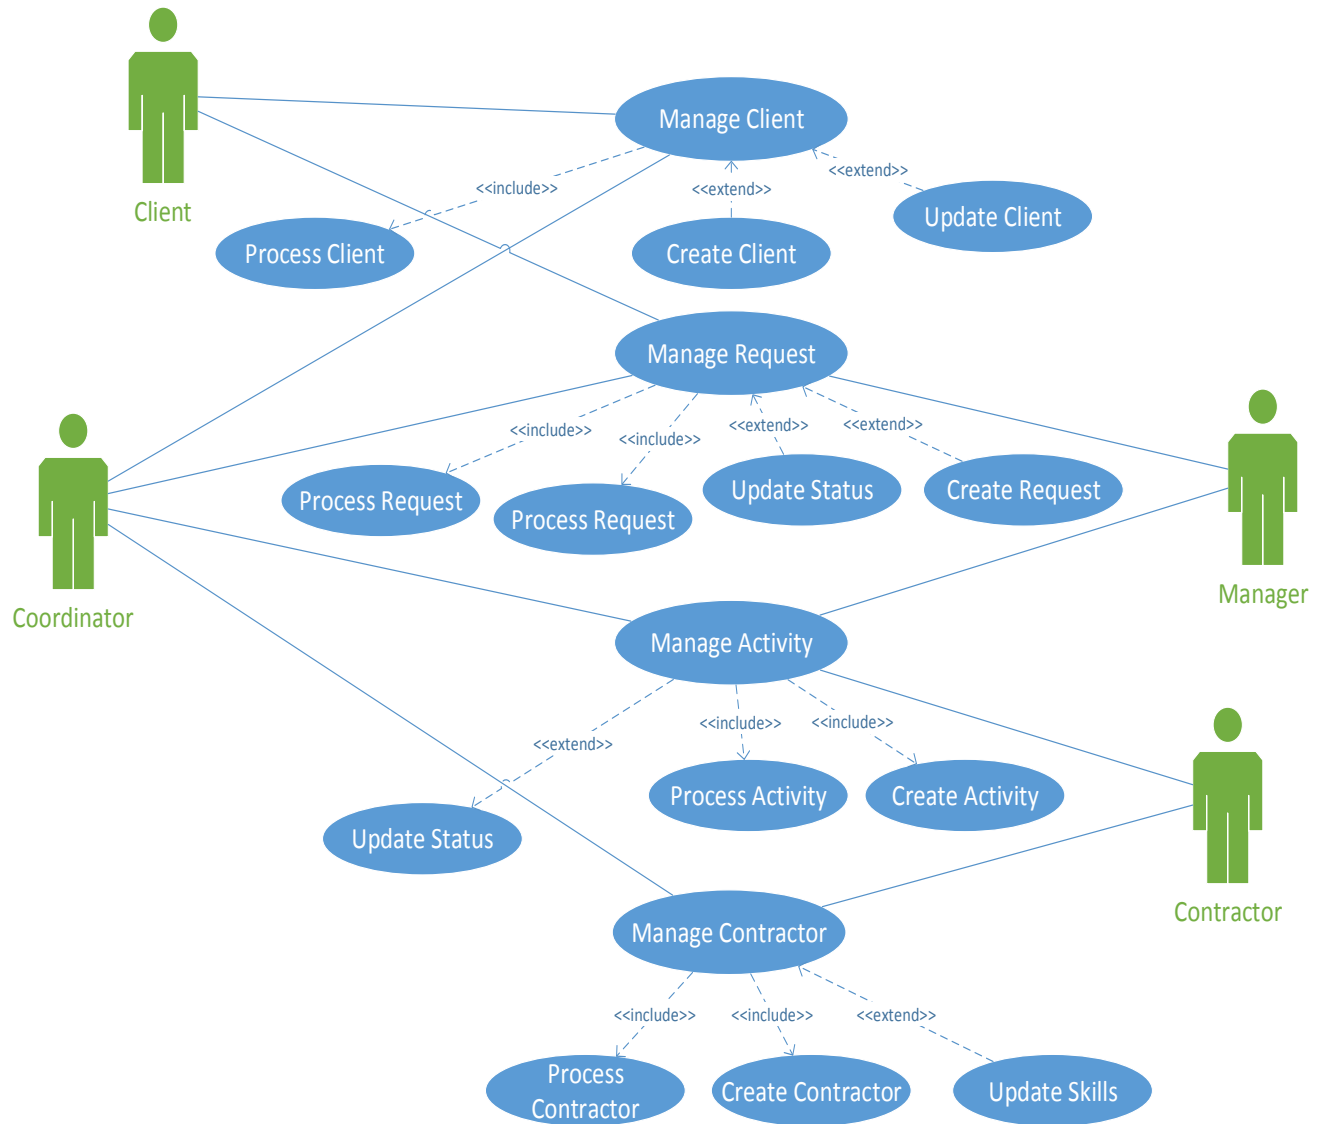 Manage Client
<<extend>>
<<include>>
<<extend>>
Client
Update Client
Process Client
Create Client
Manage Request
<<include>>
<<include>>
<<extend>>
<<extend>>
Process Request
Process Request
Update Status
Create Request
Coordinator
Manager
Manage Activity
<<extend>>
<<include>>
<<include>>
Process Activity
Create Activity
Update Status
Contractor
Manage Contractor
<<include>>
<<include>>
<<extend>>
Process
Contractor
Create Contractor
Update Skills